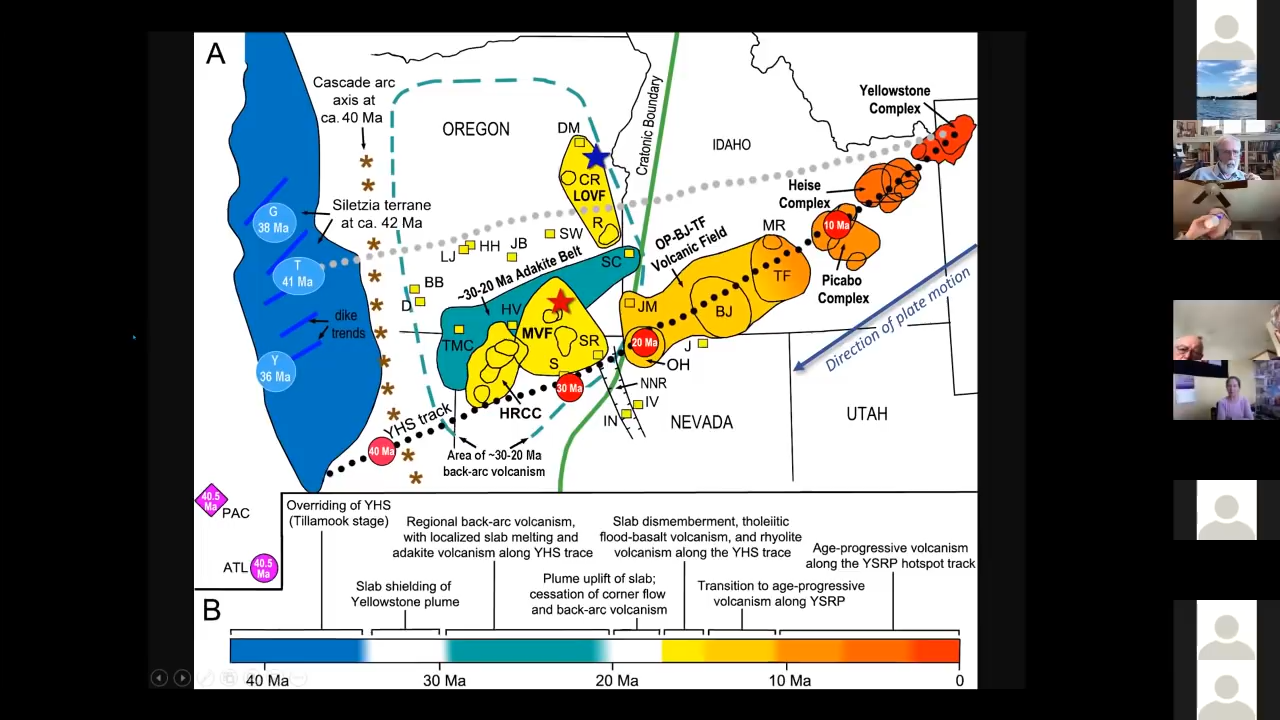 A
Cascade arc
axis at
ca. 40 Ma
OREGON
DM
CR
LOVF
R
Cratonic Boundary
IDAHO
Yellowstone
Complex
Heise
Complex
10 Ma
Picabo
Complex
G
38 Ma
Siletzia terrane
at ca. 42 Ma
T
41 Ma
HH
LJ
JB
SW
SC
OP-BJ-TF
Volcanic Field
MR
TF
BJ
JM
~30-20 Ma Adakite Belt
BB
D
HV
TMC
MVF
SR
S
dike
trends
Y
36 Ma
20 Ma
J
OH
Direction of plate motion
30 Ma
NNR
IV
IN
HRCC
NEVADA
UTAH
YHS track
40 Ma
Area of ~30-20 Ma
back-arc volcanism
40.5
Ma
PAC
ATL
40.5
Ma
Overriding of YHS
(Tillamook stage)
Regional back-arc volcanism,
with localized slab melting and
adakite volcanism along YHS trace
Slab dismemberment, tholeiitic
flood-basalt volcanism, and rhyolite
volcanism along the YHS trace
Age-progressive volcanism
along the YSRP hotspot track
Slab shielding of
Yellowstone plume
Plume uplift of slab;
cessation of corner flow
and back-arc volcanism
Transition to age-progressive
volcanism along YSRP
B
40 Ma
30 Ma
20 Ma
10 Ma
0